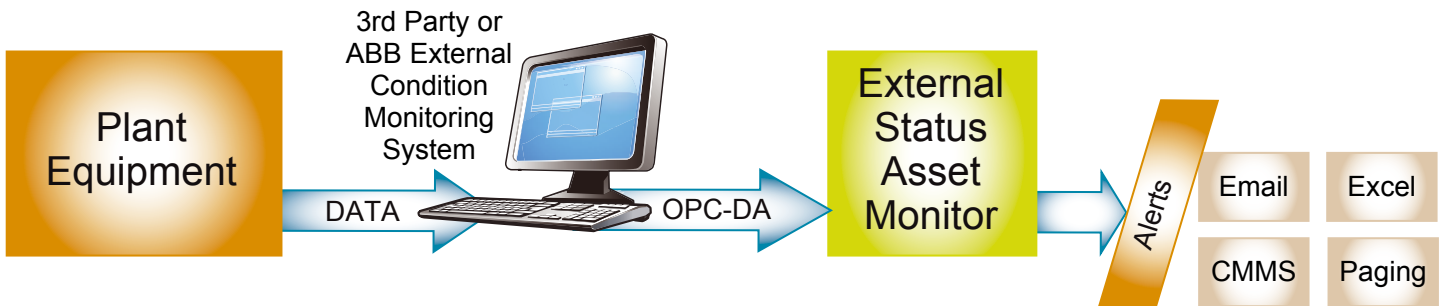 Plant
Equipment
DATA
3rd Party or
ABB External
Condition
Monitoring
System
OPC-DA
External
Status
Asset
Monitor
Alerts
Email
Excel
CMMS
Paging